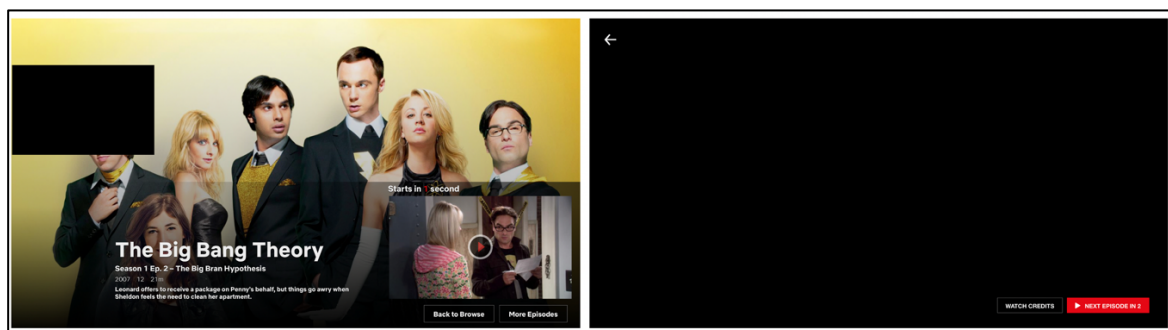 Starts in 1 second
The Big Bang Theory
Season 1 Ep. 2 – The Big Bran Hypothesis
2007 12 21m
Leonard offers to receive a package on Penny's behalf, but things go awry when
Sheldon feels the need to clean her apartment.
Back to Browse
More Episodes
WATCH CREDITS
NEXT EPISODE IN 2